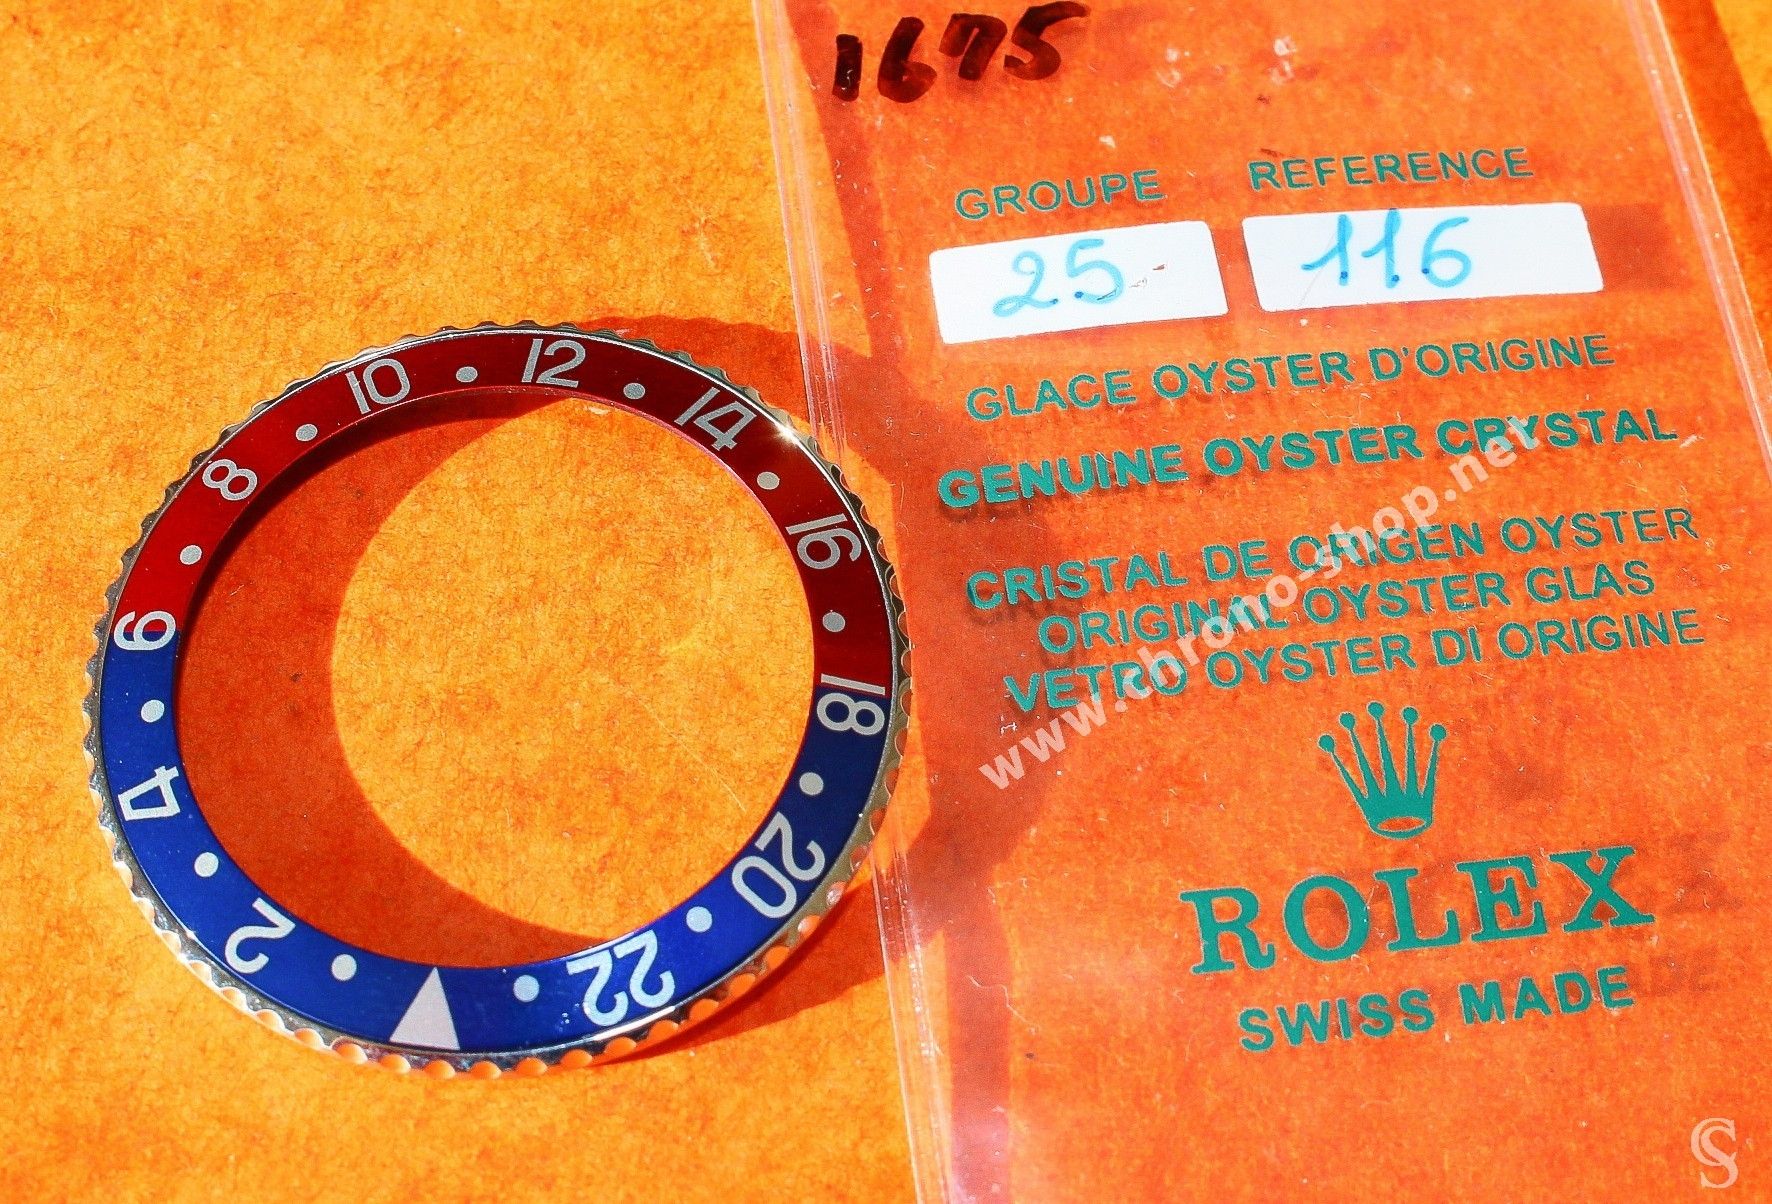 1675
GROUPE REFERENCE
25 116
GLACE OYSTER D'ORIGINE
GENUINE OYSTER CRYSTAL
CRISTAL DE ORIGEN OYSTER
ORIGINAL OYSTER GLAS
VETRO OYSTER DI ORIGINE
ROLEX
SWISS MADE
www.chrono-shop.net
2
4
6
8
10
12
14
16
18
20
22